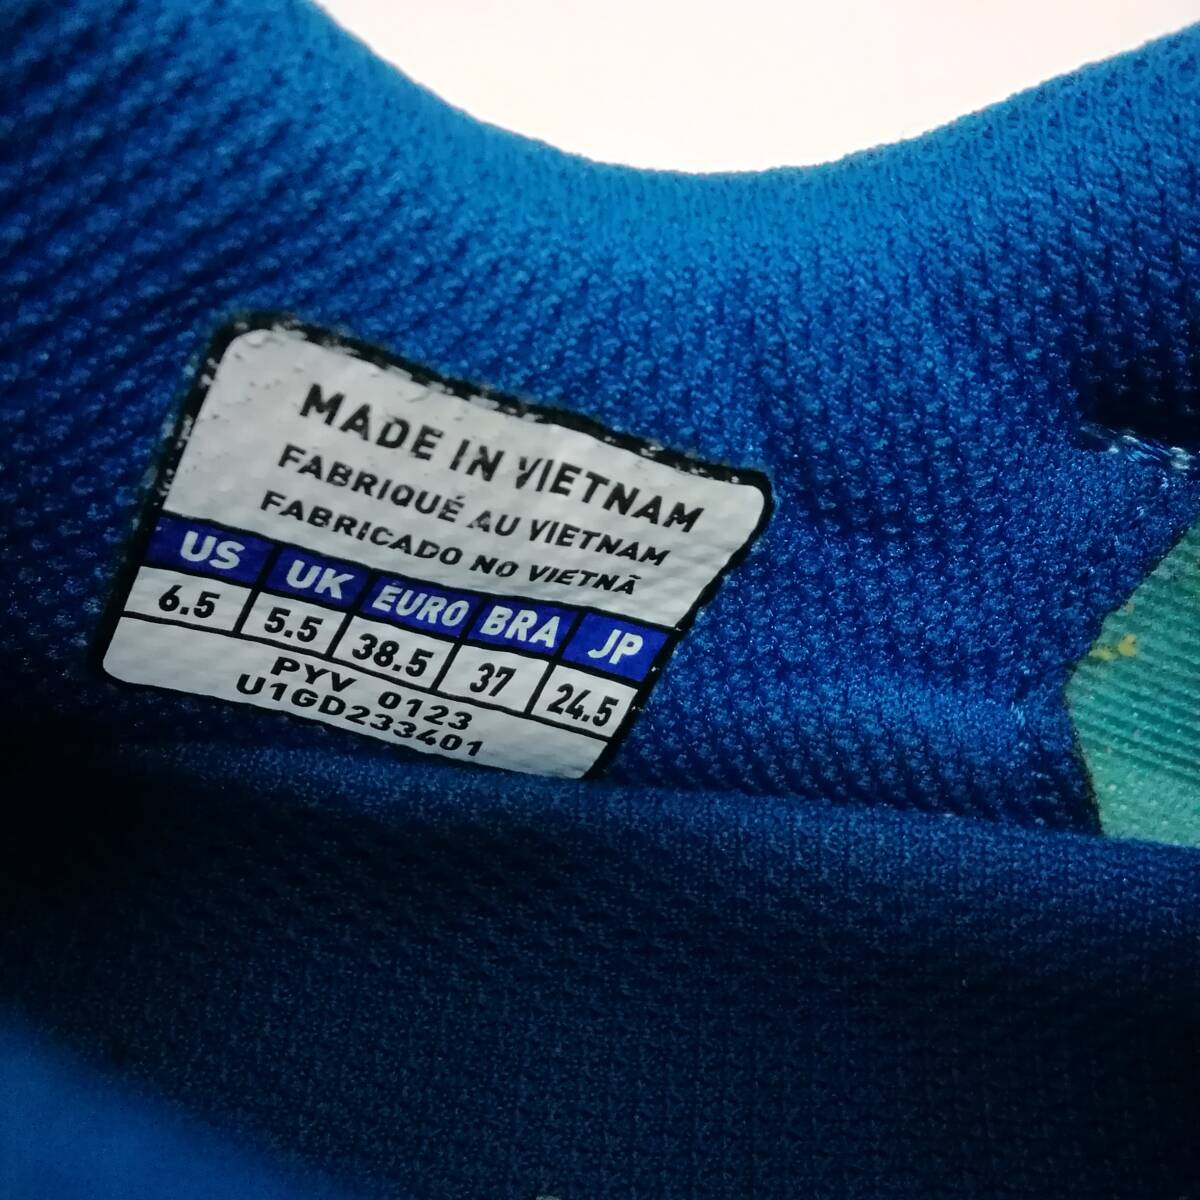 MADE IN VIETNAM
FABRIQUÉ AU VIETNAM
FABRICADO NO VIETNÃ
US UK EURO BRA JP
6.5 5.5 38.5 37 24.5
PYV 0123
U1GD233401